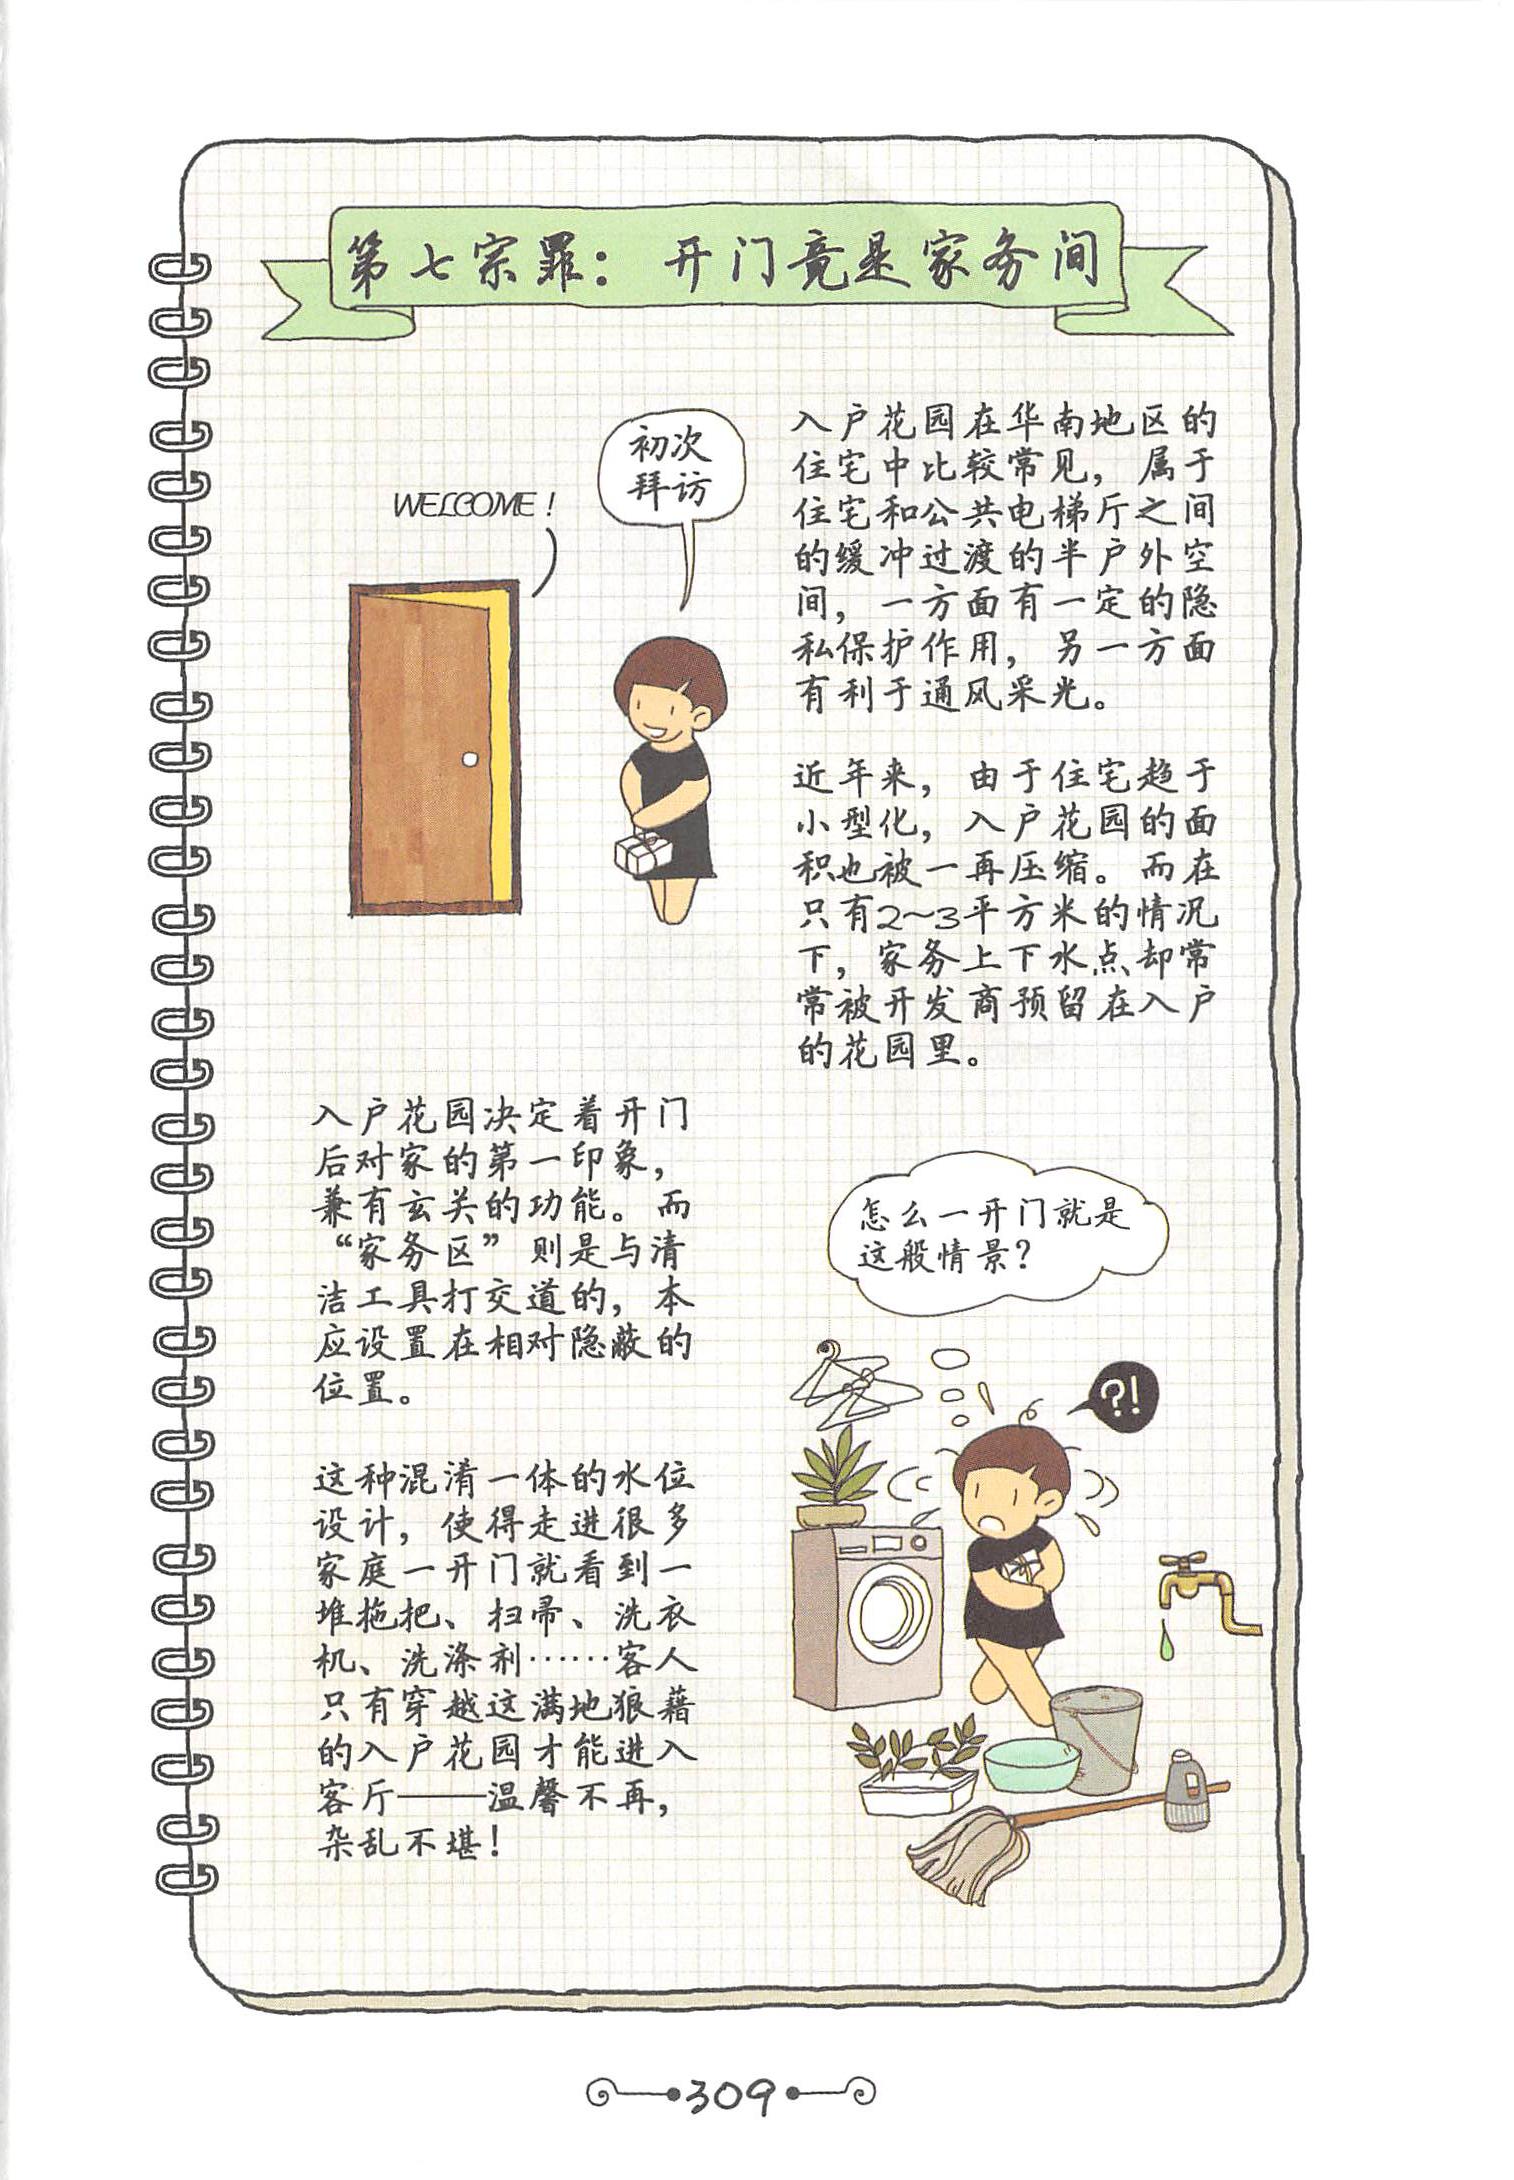 第七宗罪：开门竟是家务间
WELCOME!
初次
拜访
入户花园在华南地区的
住宅中比较常见，属于
住宅和公共电梯厅之间
的缓冲过渡的半户外空
间，一方面有一定的隐
私保护作用，另一方面
有利于通风采光。
近年来，由于住宅趋于
小型化，入户花园的面
积也被一再压缩。而在
只有2～3平方米的情况
下，家务上下水点却常
常被开发商预留在入户
的花园里。
入户花园决定着开门
后对家的第一印象，
兼有玄关的功能。而
“家务区”则是与清
洁工具打交道的，本
应设置在相对隐蔽的
位置。
这种混淆一体的水位
设计，使得走进很多
家庭一开门就看到一
堆拖把、扫帚、洗衣
机、洗涤剂……客人
只有穿越这满地狼藉
的入户花园才能进入
客厅——温馨不再，
杂乱不堪！
怎么一开门就是
这般情景？
?!
309